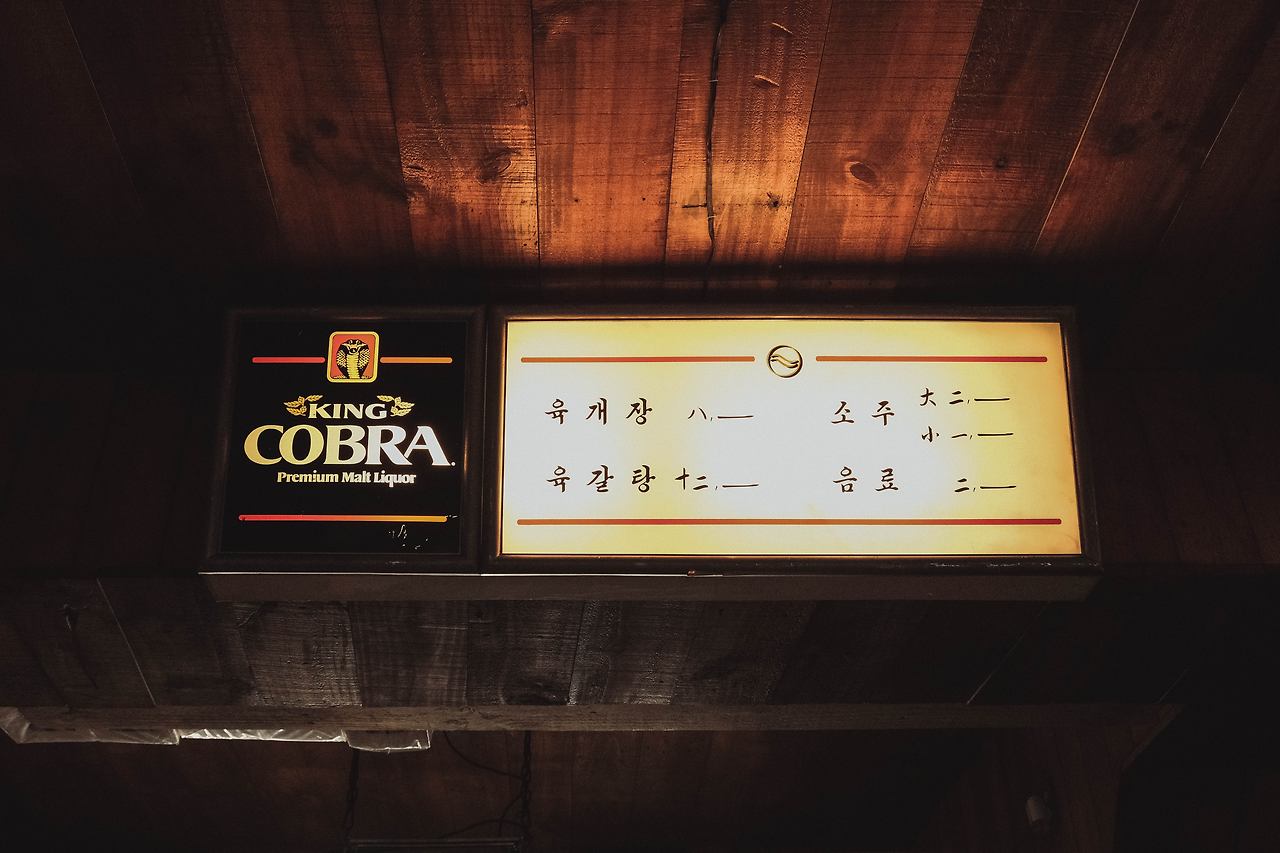 KING
COBRA.
Premium Malt Liquor
육개장 八,— 소주 大 二,—
小 一,—
육갈탕 十二,— 음료 二,—